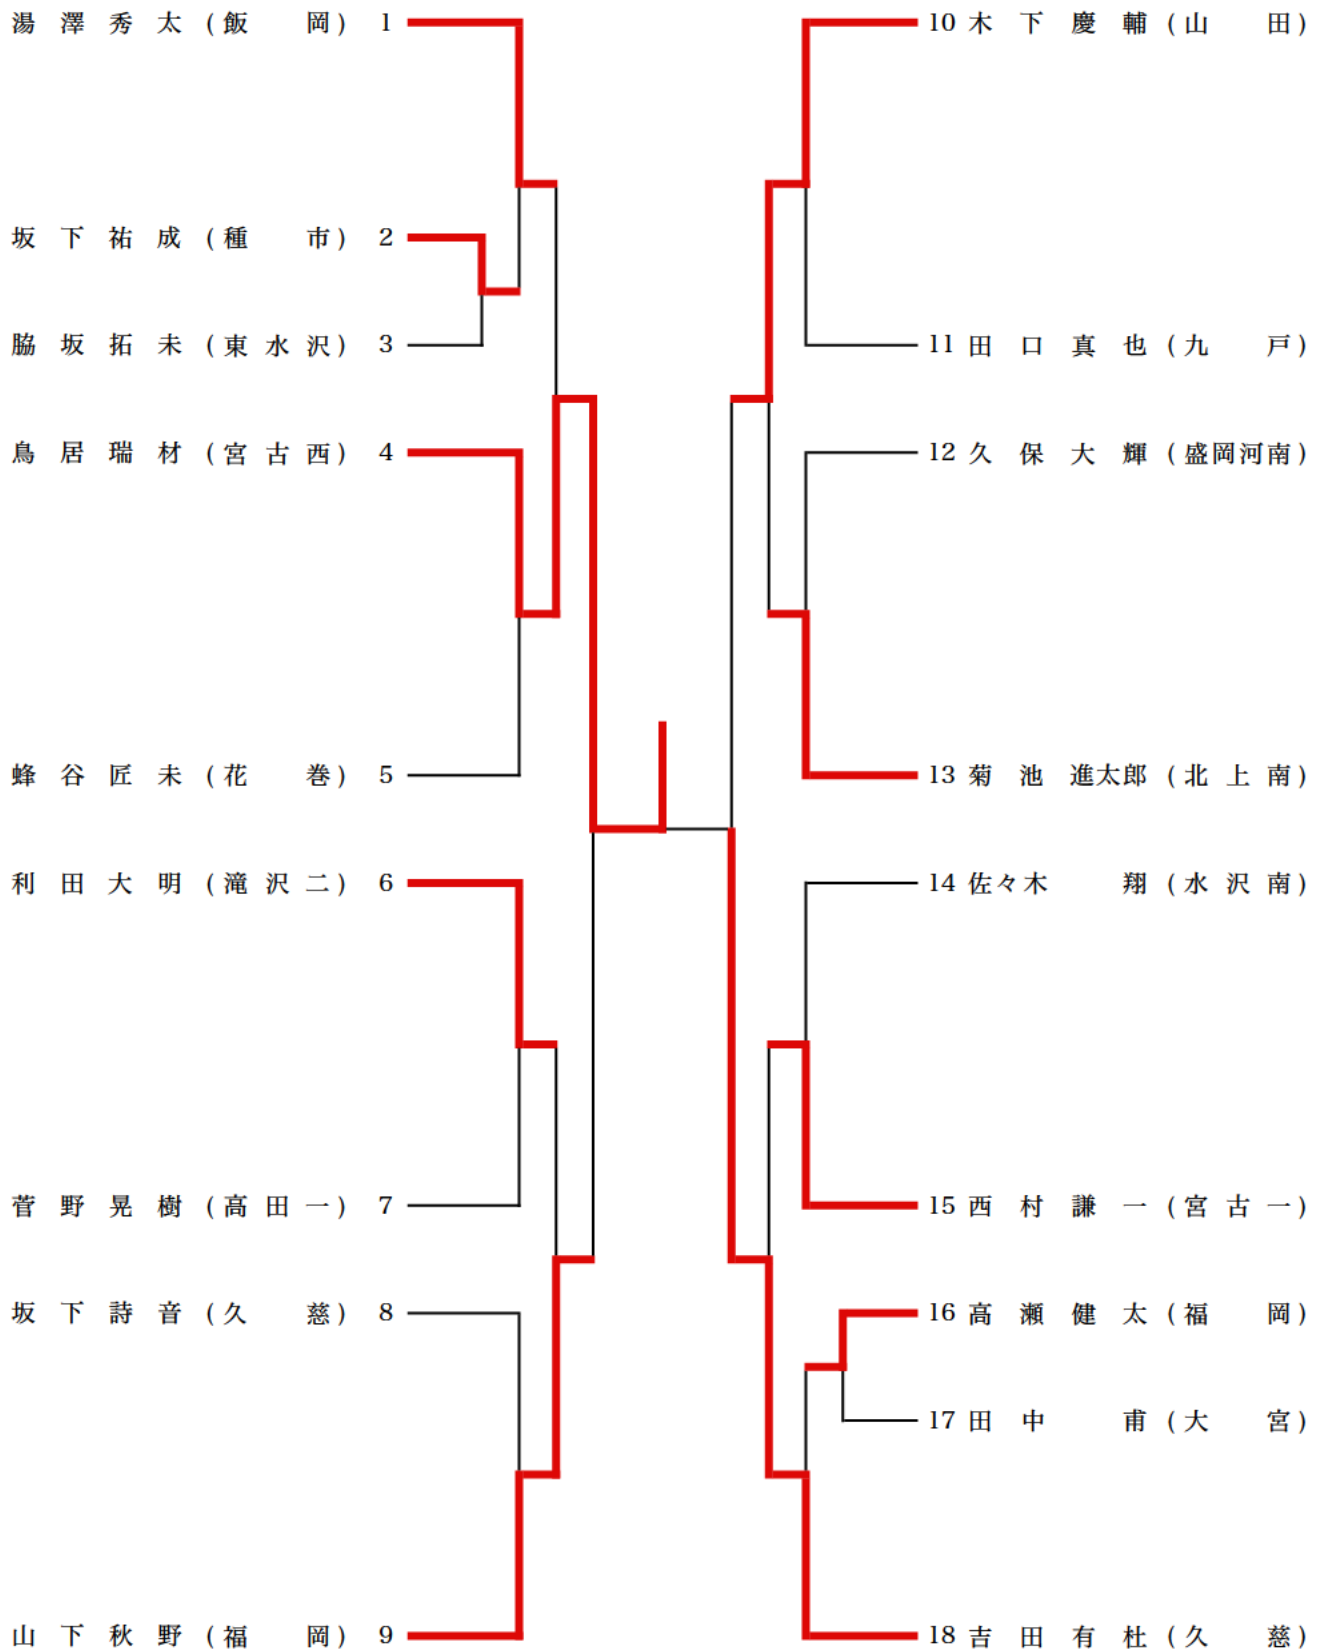 湯澤秀太(飯岡) 1
坂下祐成(種市) 2
脇坂拓未(東水沢) 3
鳥居瑞材(宮古西) 4
蜂谷匠未(花巻) 5
利田大明(滝沢二) 6
菅野晃樹(高田一) 7
坂下詩音(久慈) 8
山下秋野(福岡) 9
10 木下慶輔(山田)
11 田口真也(九戸)
12 久保大輝(盛岡河南)
13 菊池進太郎(北上南)
14 佐々木翔(水沢南)
15 西村謙一(宮古一)
16 高瀬健太(福岡)
17 田中甫(大宮)
18 吉田有杜(久慈)